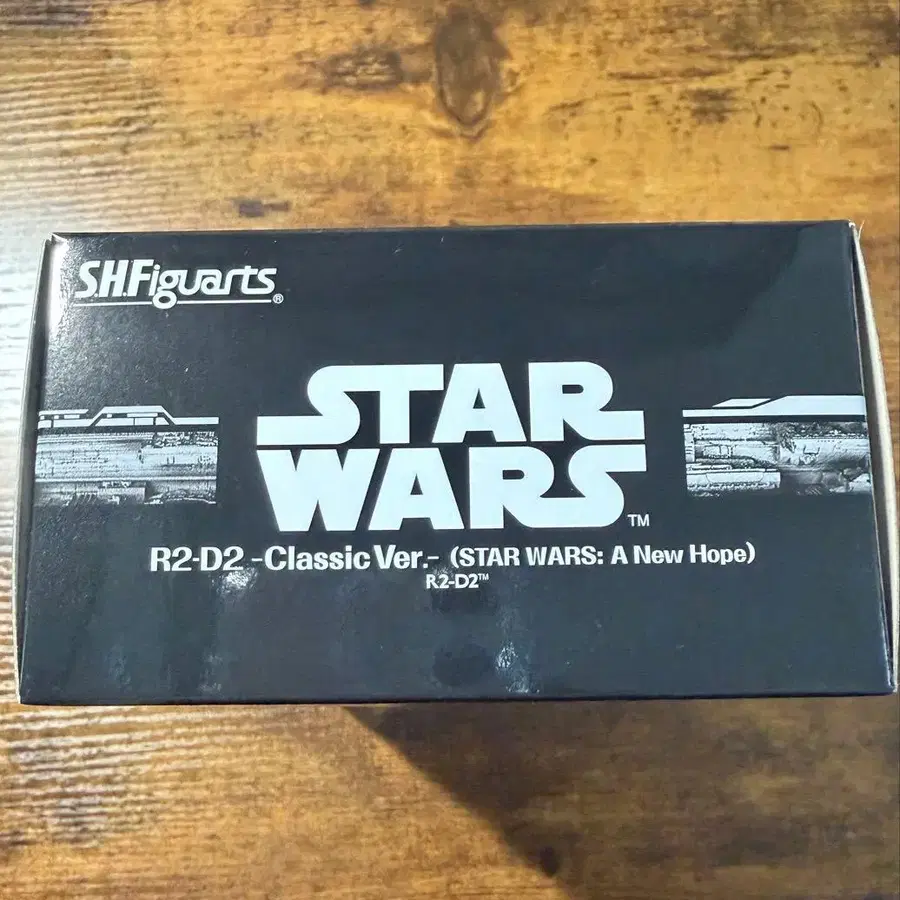 S.H.Figuarts®
STAR
WARS™
R2-D2 -Classic Ver.- (STAR WARS: A New Hope)
R2-D2™